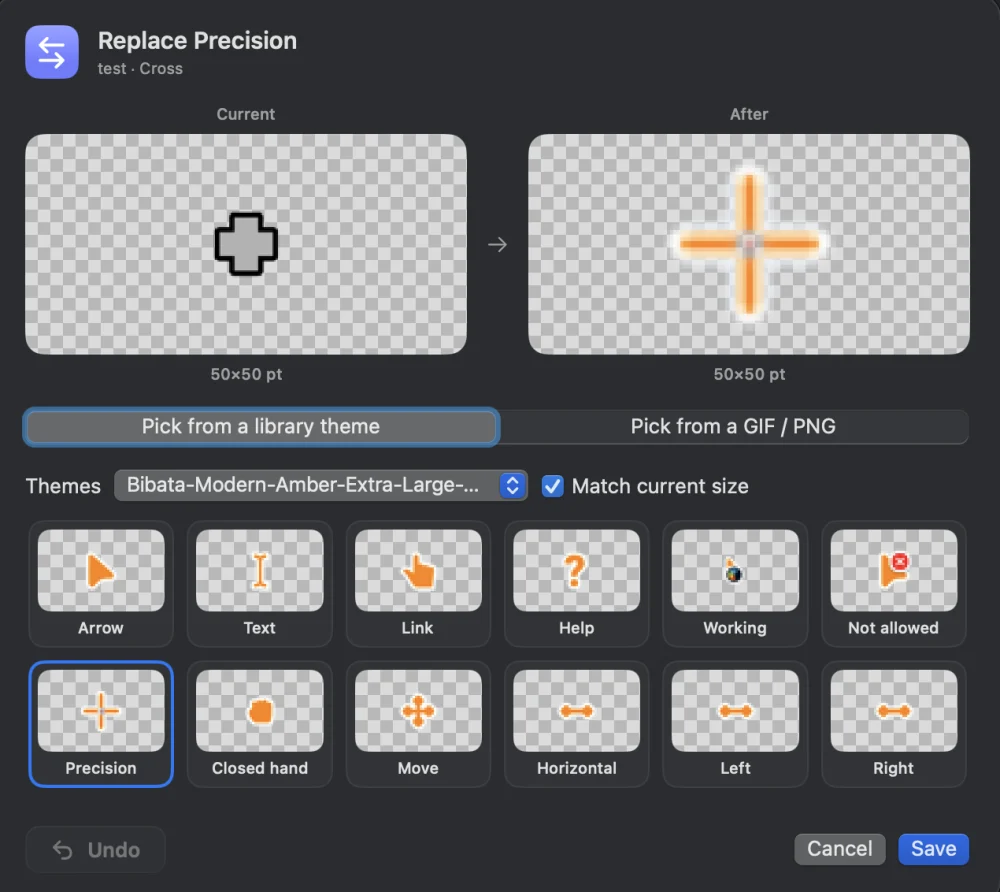 Replace Precision
test · Cross
Current
After
50×50 pt
50×50 pt
Pick from a library theme
Pick from a GIF / PNG
Themes
Bibata-Modern-Amber-Extra-Large-...
Match current size
Arrow
Text
Link
Help
Working
Not allowed
Precision
Closed hand
Move
Horizontal
Left
Right
Undo
Cancel
Save